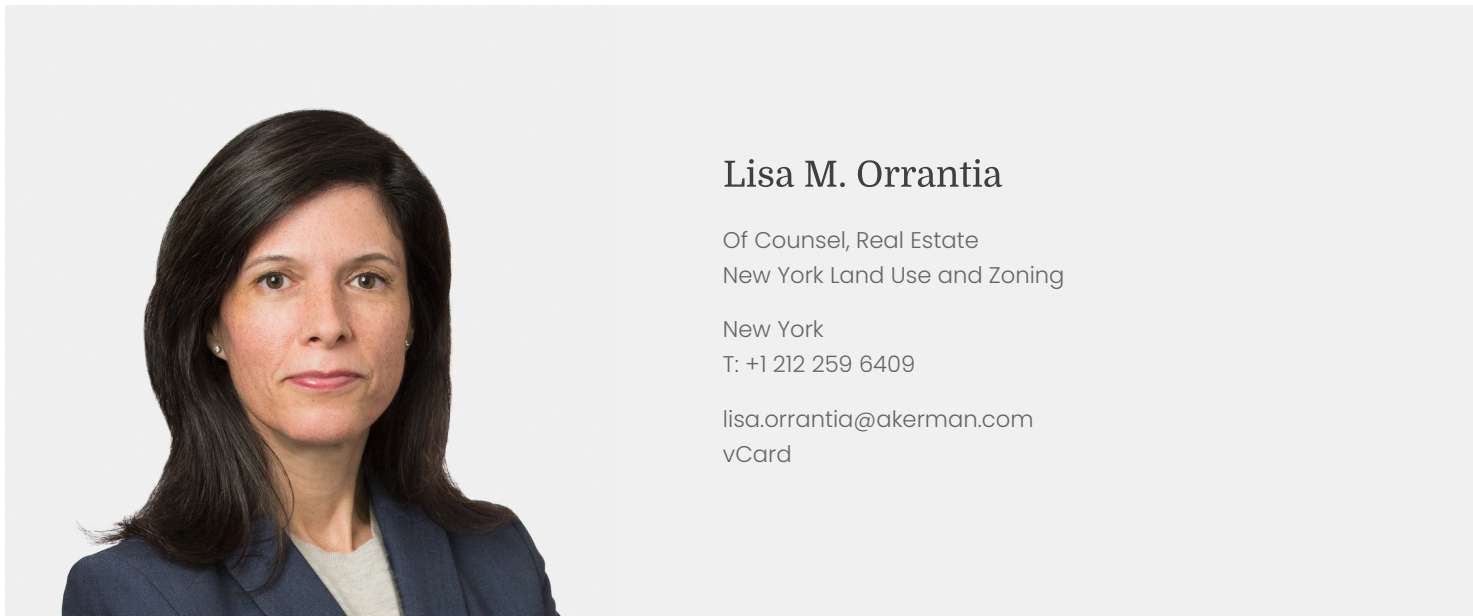 Lisa M. Orrantia
Of Counsel, Real Estate
New York Land Use and Zoning
New York
T: +1 212 259 6409
lisa.orrantia@akerman.com
vCard